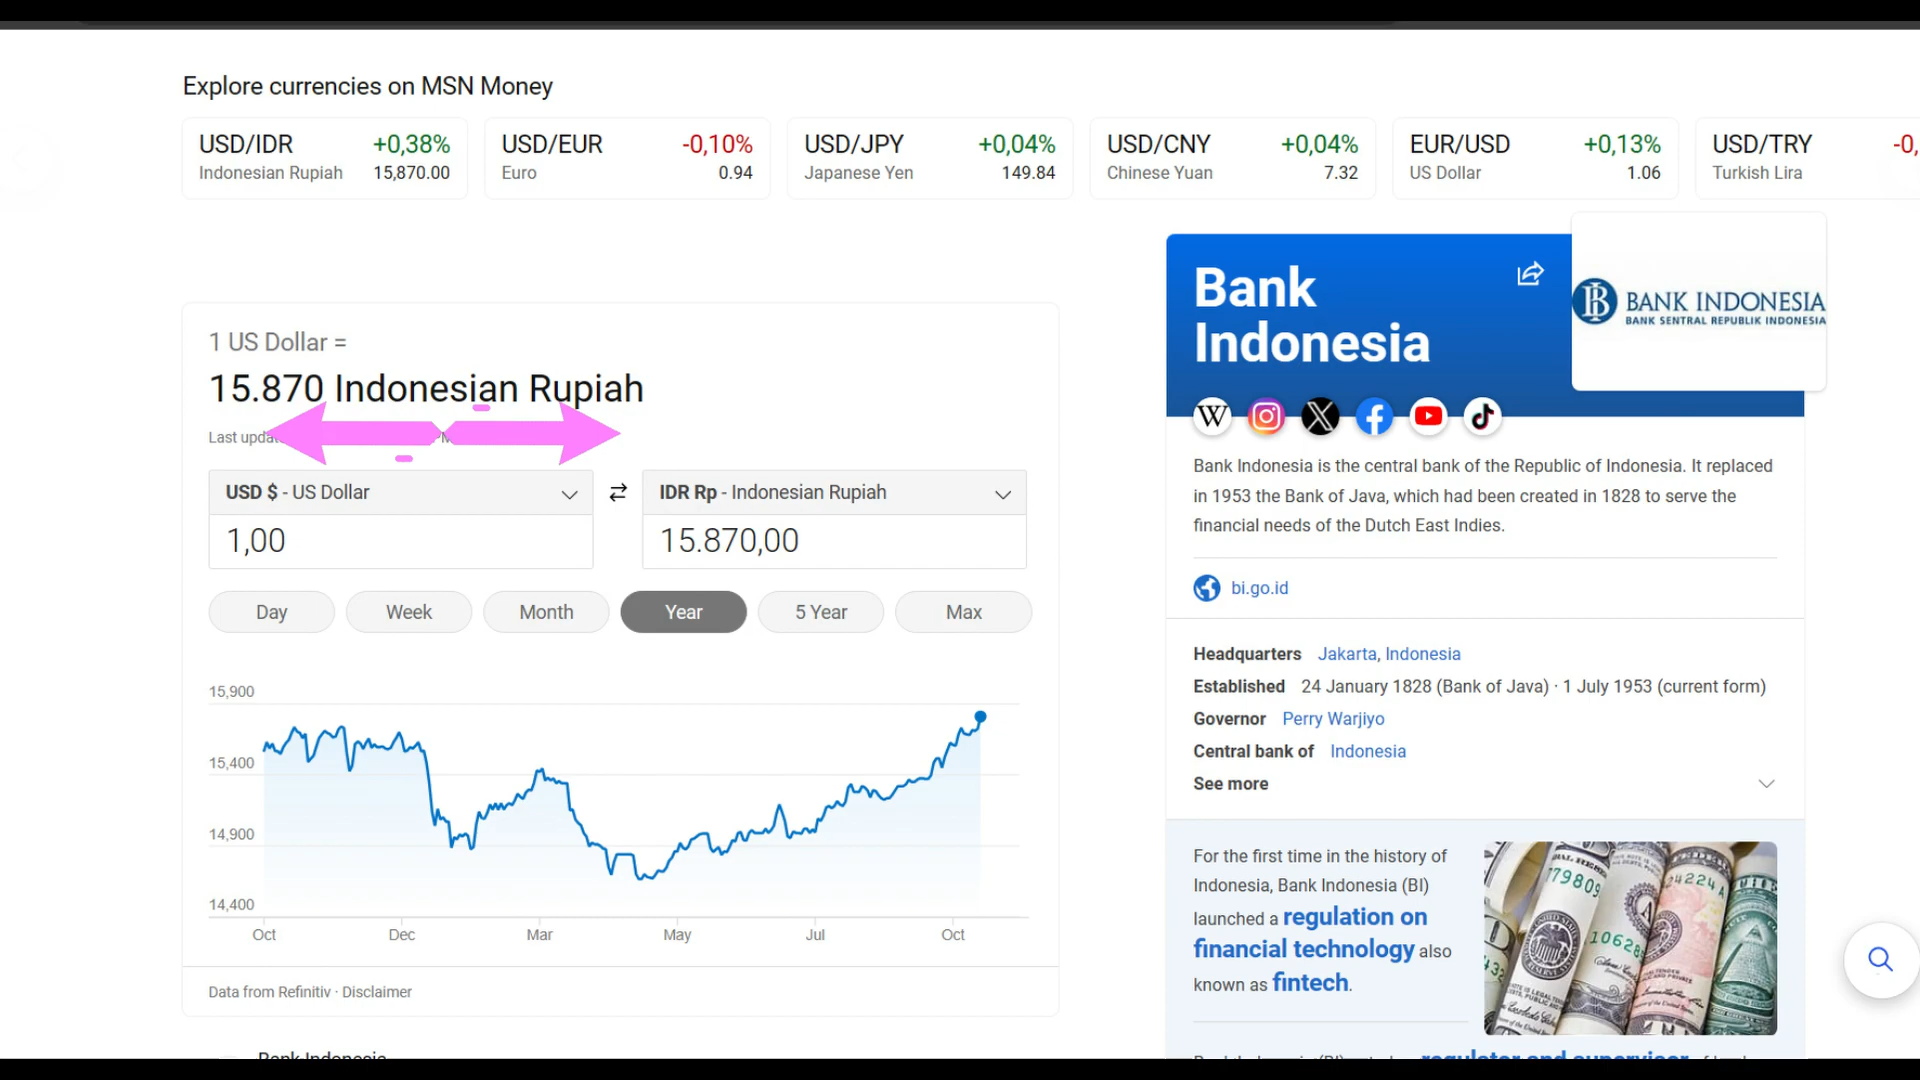 Explore currencies on MSN Money
USD/IDR +0,38%
Indonesian Rupiah 15,870.00
USD/EUR -0,10%
Euro 0.94
USD/JPY +0,04%
Japanese Yen 149.84
USD/CNY +0,04%
Chinese Yuan 7.32
EUR/USD +0,13%
US Dollar 1.06
USD/TRY -0,
Turkish Lira
1 US Dollar =
15.870 Indonesian Rupiah
Last upda
USD $ - US Dollar
1,00
IDR Rp - Indonesian Rupiah
15.870,00
Day Week Month Year 5 Year Max
15,900
15,400
14,900
14,400
Oct Dec Mar May Jul Oct
Data from Refinitiv · Disclaimer
Bank Indonesia
Bank
Indonesia
BANK INDONESIA
BANK SENTRAL REPUBLIK INDONESIA
Bank Indonesia is the central bank of the Republic of Indonesia. It replaced
in 1953 the Bank of Java, which had been created in 1828 to serve the
financial needs of the Dutch East Indies.
bi.go.id
Headquarters Jakarta, Indonesia
Established 24 January 1828 (Bank of Java) · 1 July 1953 (current form)
Governor Perry Warjiyo
Central bank of Indonesia
See more
For the first time in the history of
Indonesia, Bank Indonesia (BI)
launched a regulation on
financial technology also
known as fintech.
regulator and supervisor